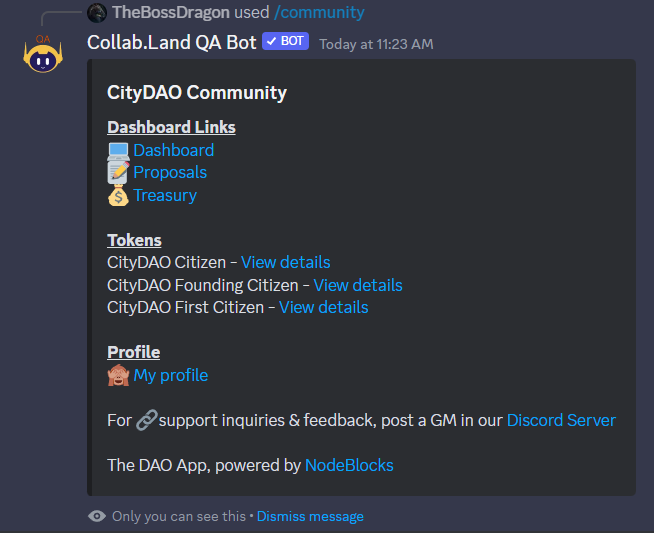 TheBossDragon used /community
QA
Collab.Land QA Bot ✓ BOT Today at 11:23 AM
CityDAO Community
Dashboard Links
Dashboard
Proposals
Treasury
Tokens
CityDAO Citizen - View details
CityDAO Founding Citizen - View details
CityDAO First Citizen - View details
Profile
My profile
For 🔗support inquiries & feedback, post a GM in our Discord Server
The DAO App, powered by NodeBlocks
Only you can see this • Dismiss message